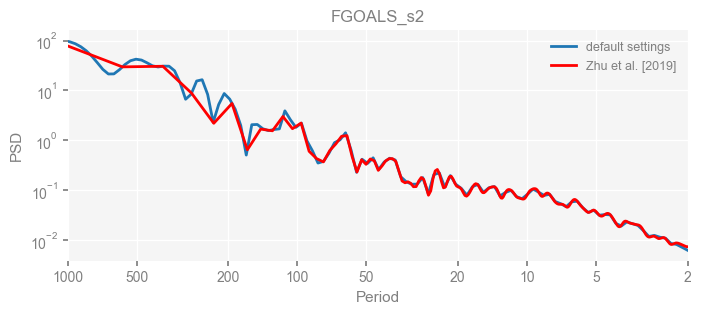 FGOALS_s2
default settings
Zhu et al. [2019]
PSD
10²
10¹
10⁰
10⁻¹
10⁻²
1000 500 200 100 50 20 10 5 2
Period